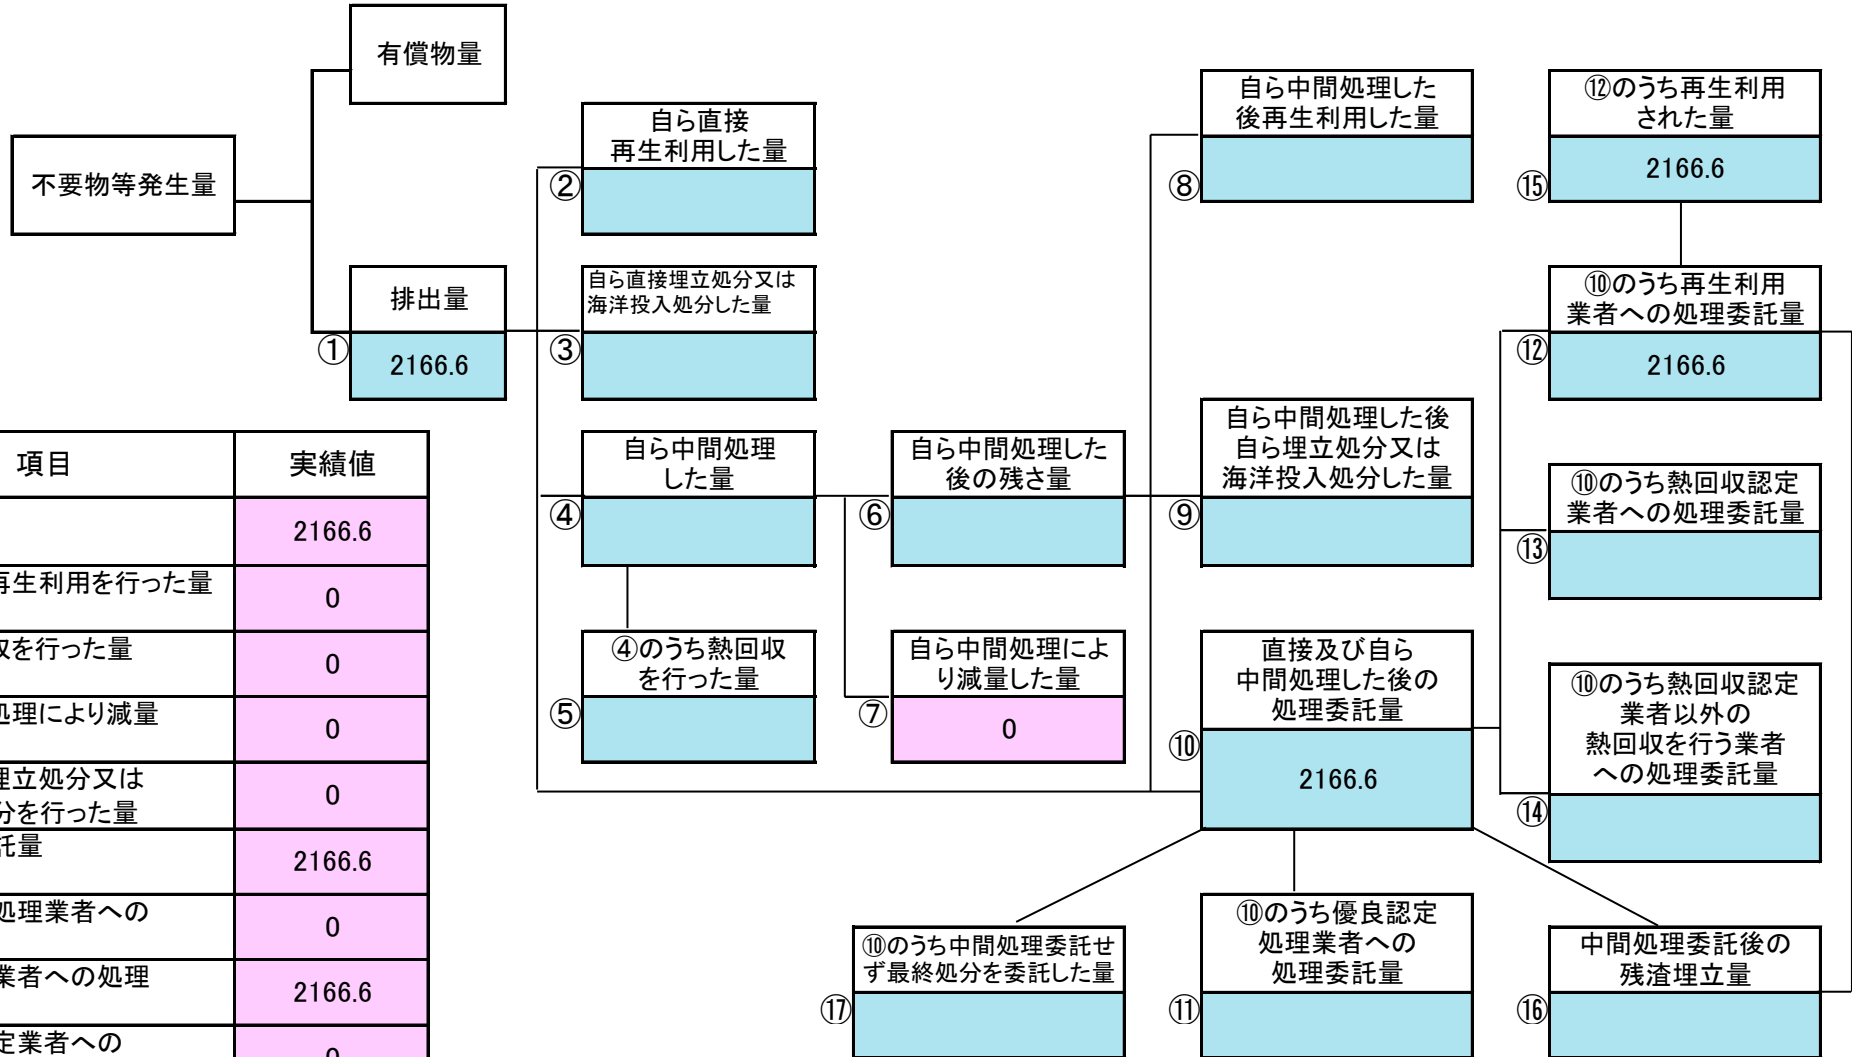 有償物量
不要物等発生量
排出量
①
2166.6
自ら直接
再生利用した量
②
自ら直接埋立処分又は
海洋投入処分した量
③
自ら中間処理
した量
④
④のうち熱回収
を行った量
⑤
自ら中間処理した
後の残さ量
⑥
自ら中間処理によ
り減量した量
⑦
0
自ら中間処理した
後再生利用した量
⑧
自ら中間処理した後
自ら埋立処分又は
海洋投入処分した量
⑨
直接及び自ら
中間処理した後の
処理委託量
⑩
2166.6
⑫のうち再生利用
された量
⑮
2166.6
⑩のうち再生利用
業者への処理委託量
⑫
2166.6
⑩のうち熱回収認定
業者への処理委託量
⑬
⑩のうち熱回収認定
業者以外の
熱回収を行う業者
への処理委託量
⑭
⑩のうち中間処理委託せ
ず最終処分を委託した量
⑰
⑩のうち優良認定
処理業者への
処理委託量
⑪
中間処理委託後の
残渣埋立量
⑯
項目 実績値
2166.6
再生利用を行った量 0
を行った量 0
処理により減量 0
埋立処分又は
分を行った量 0
託量 2166.6
処理業者への 0
業者への処理 2166.6
定業者への 0